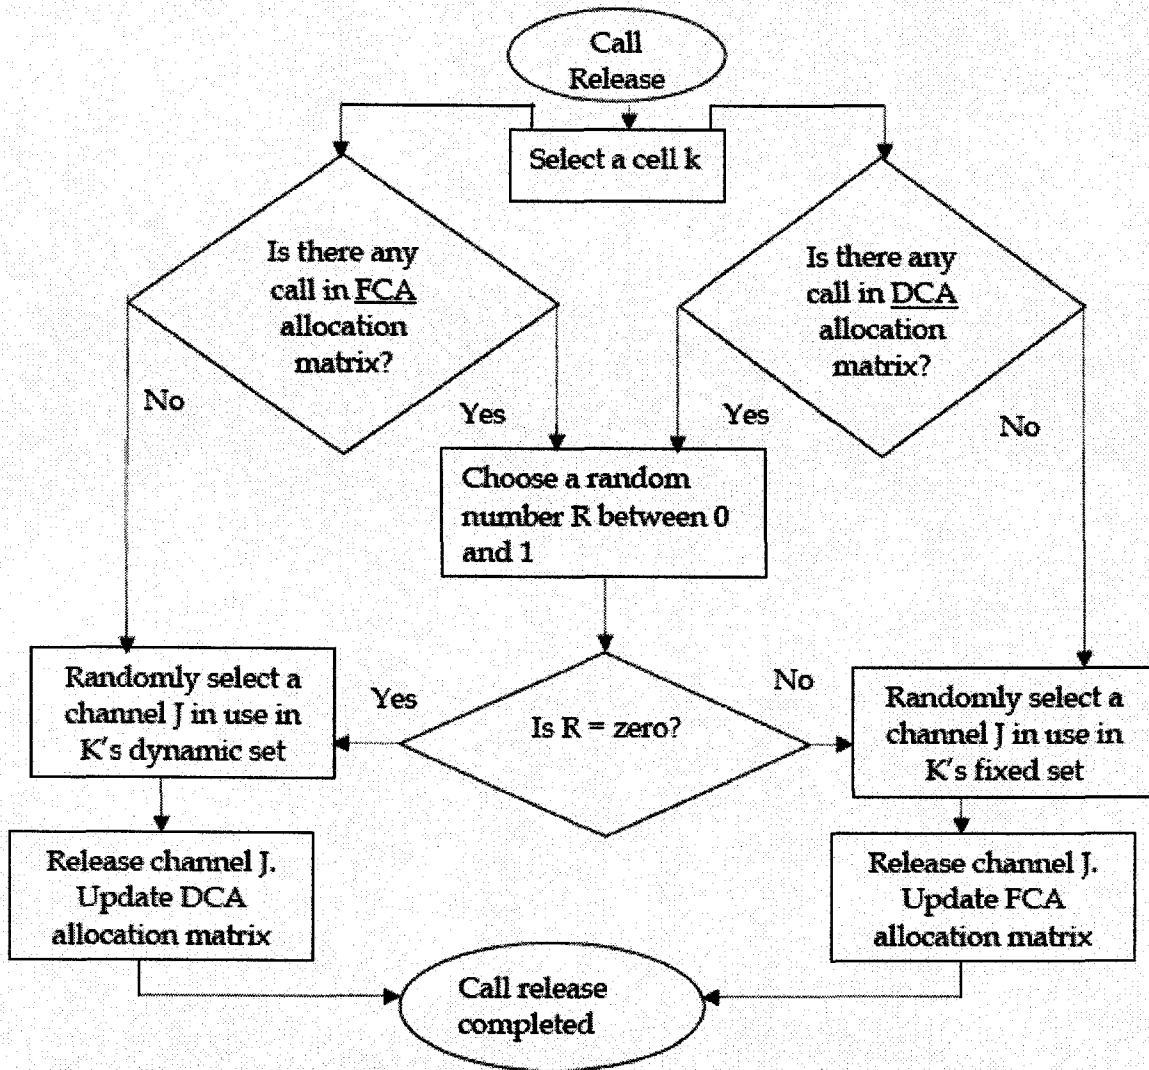 Call
Release
Select a cell k
Is there any
call in FCA
allocation
matrix?
Is there any
call in DCA
allocation
matrix?
No
Yes
Yes
No
Choose a random
number R between 0
and 1
Randomly select a
channel J in use in
K's dynamic set
Yes
Is R = zero?
No
Randomly select a
channel J in use in
K's fixed set
Release channel J.
Update DCA
allocation matrix
Release channel J.
Update FCA
allocation matrix
Call release
completed